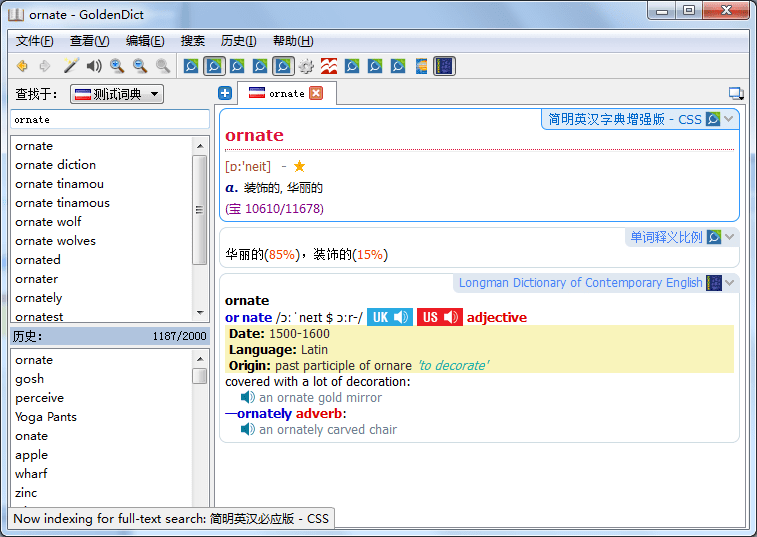 ornate - GoldenDict
文件(F) 查看(V) 编辑(E) 搜索 历史(I) 帮助(H)
查找于: 测试词典
ornate
ornate
ornate diction
ornate tinamou
ornate tinamous
ornate wolf
ornate wolves
ornated
ornater
ornately
ornatest
历史: 1187/2000
ornate
gosh
perceive
Yoga Pants
onate
apple
wharf
zinc
ornate
简明英汉字典增强版 - CSS
ornate
[ɒ:'neit] - ★
a. 装饰的, 华丽的
(宝 10610/11678)
单词释义比例
华丽的(85%)，装饰的(15%)
Longman Dictionary of Contemporary English
ornate
or nate /ɔːˈneɪt $ ɔːr-/ UK US adjective
Date: 1500-1600
Language: Latin
Origin: past participle of ornare 'to decorate'
covered with a lot of decoration:
an ornate gold mirror
—ornately adverb:
an ornately carved chair
Now indexing for full-text search: 简明英汉必应版 - CSS